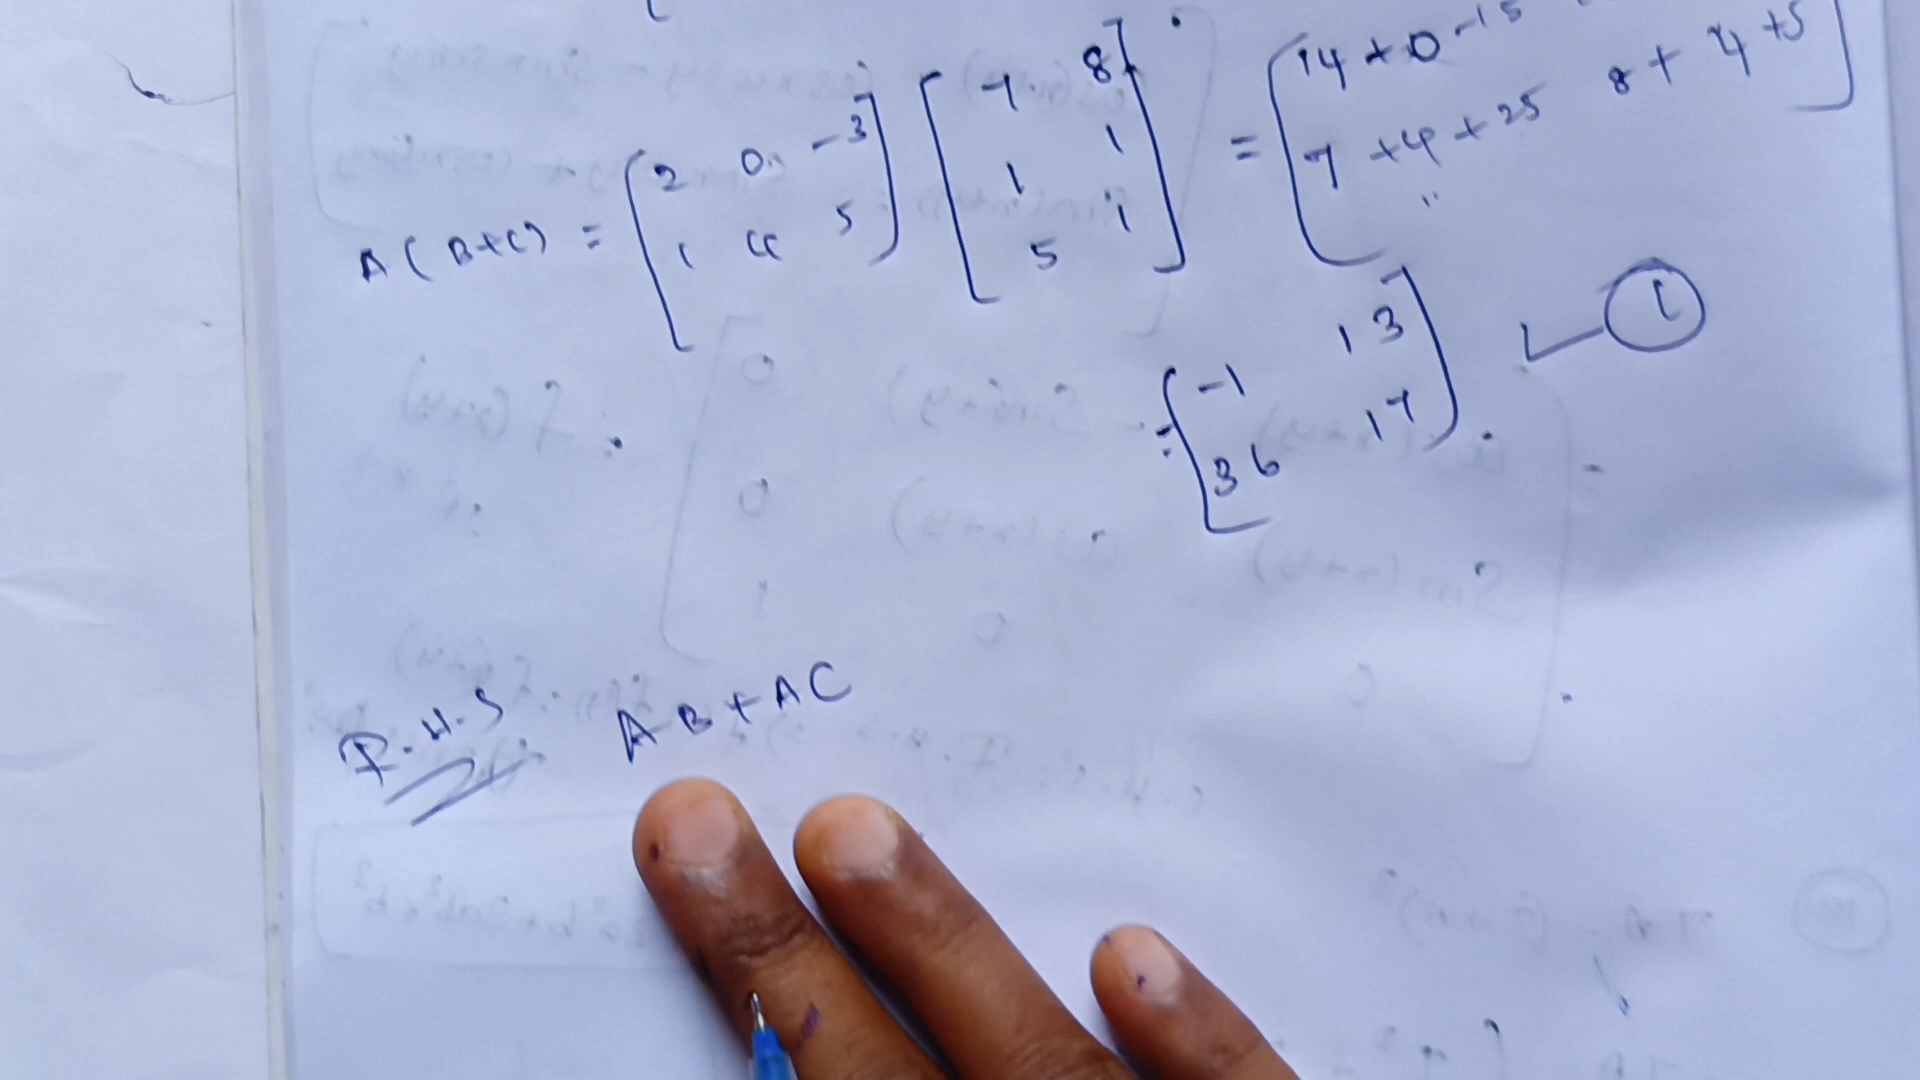 A(B+C) = [2 0 -3] [7 8] = [14+0-15
[1 4 5] [1 1] [7+4+25 8+4+5]
[5 1]
= [-1 13] ①
[36 17]
R.H.S AB+AC